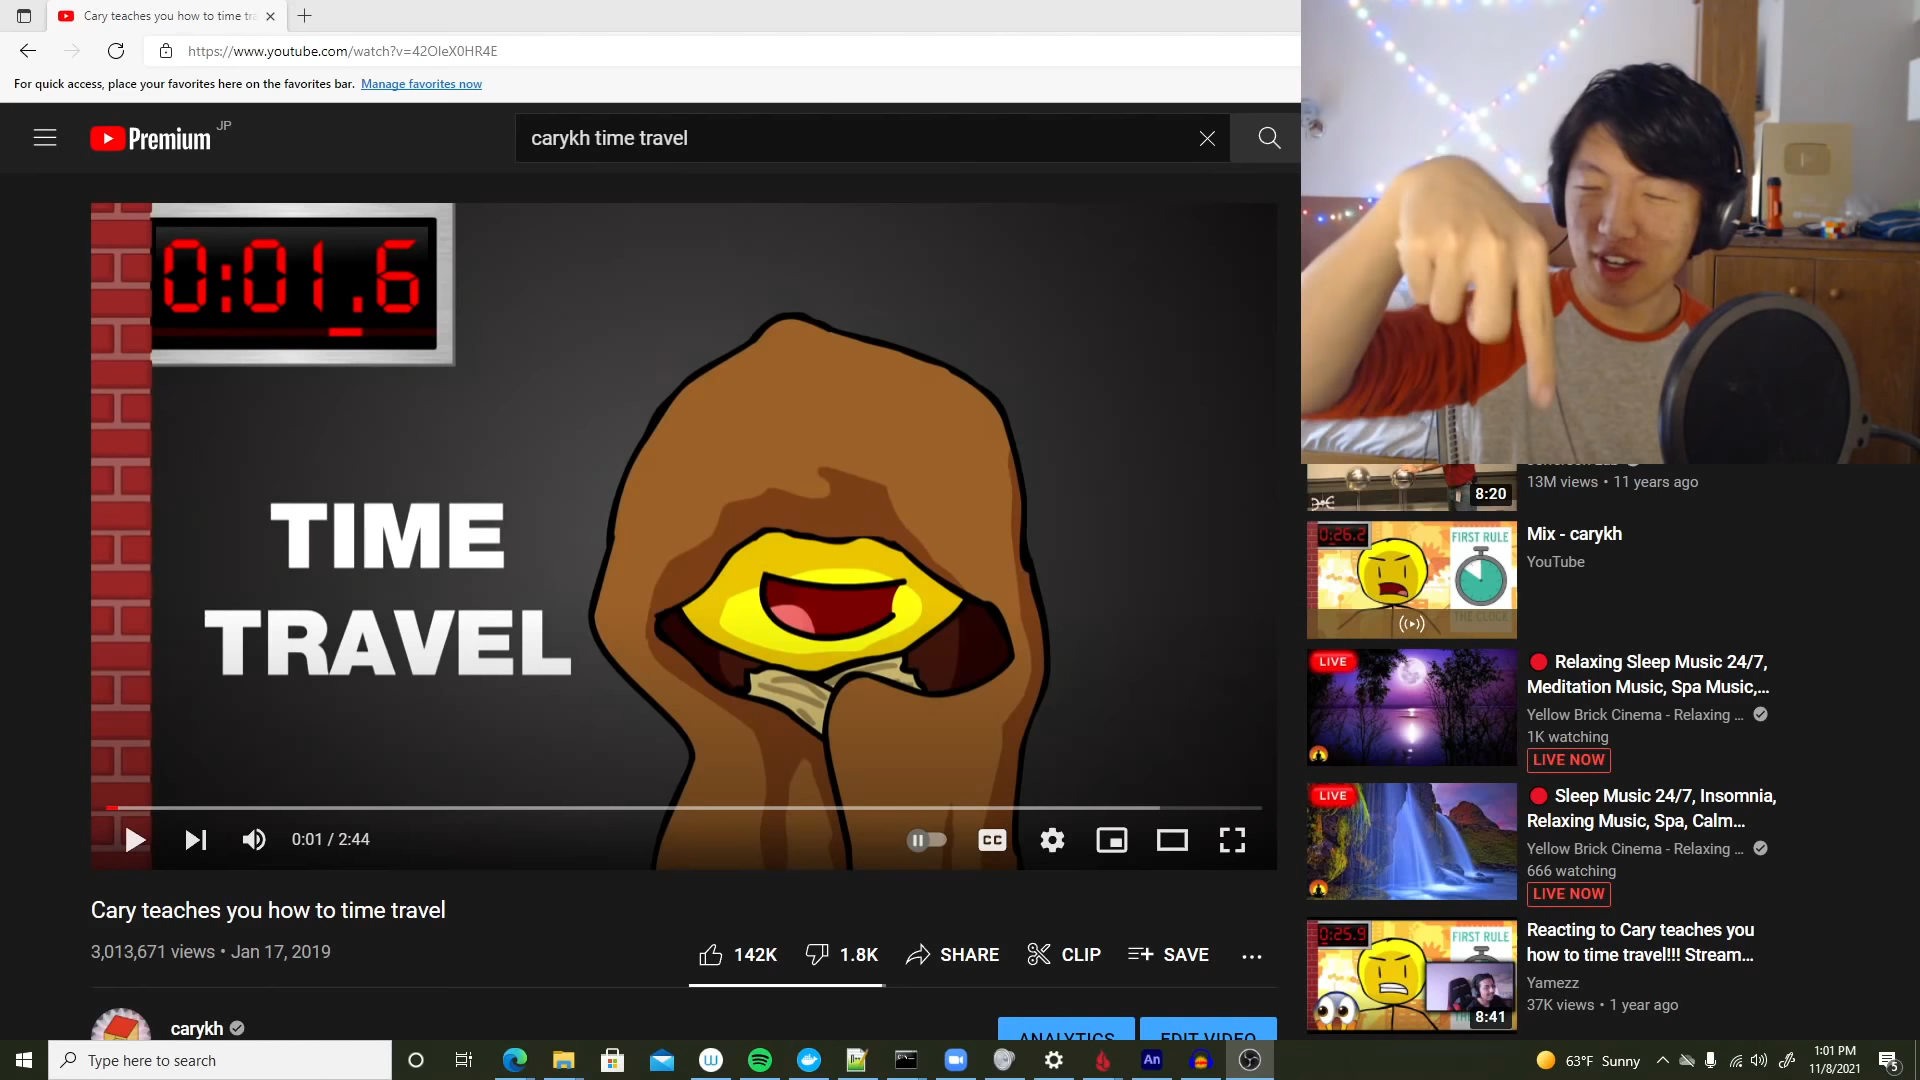 Cary teaches you how to time tra
https://www.youtube.com/watch?v=42OIeX0HR4E
For quick access, place your favorites here on the favorites bar. Manage favorites now
Premium JP
carykh time travel
0:01.6
TIME
TRAVEL
0:01 / 2:44
CC
Cary teaches you how to time travel
3,013,671 views • Jan 17, 2019
142K 1.8K SHARE CLIP SAVE
carykh
ANALYTICS EDIT VIDEO
8:20
13M views • 11 years ago
0:26.2
FIRST RULE
THE CLOCK
Mix - carykh
YouTube
LIVE
Relaxing Sleep Music 24/7,
Meditation Music, Spa Music,...
Yellow Brick Cinema - Relaxing ...
1K watching
LIVE NOW
LIVE
Sleep Music 24/7, Insomnia,
Relaxing Music, Spa, Calm...
Yellow Brick Cinema - Relaxing ...
666 watching
LIVE NOW
0:25.9
FIRST RULE
8:41
Reacting to Cary teaches you
how to time travel!!! Stream...
Yamezz
37K views • 1 year ago
Type here to search
An
63°F Sunny
1:01 PM
11/8/2021
5